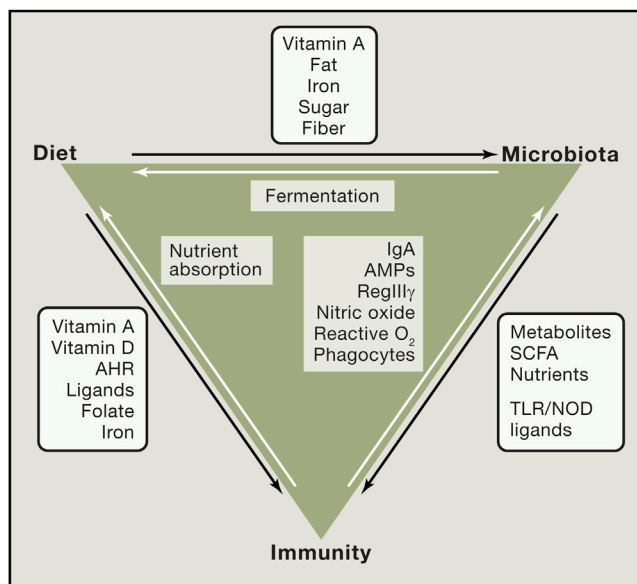 Vitamin A
Fat
Iron
Sugar
Fiber
Diet
Microbiota
Fermentation
Nutrient
absorption
IgA
AMPs
RegIIIγ
Nitric oxide
Reactive O₂
Phagocytes
Vitamin A
Vitamin D
AHR
Ligands
Folate
Iron
Metabolites
SCFA
Nutrients
TLR/NOD
ligands
Immunity